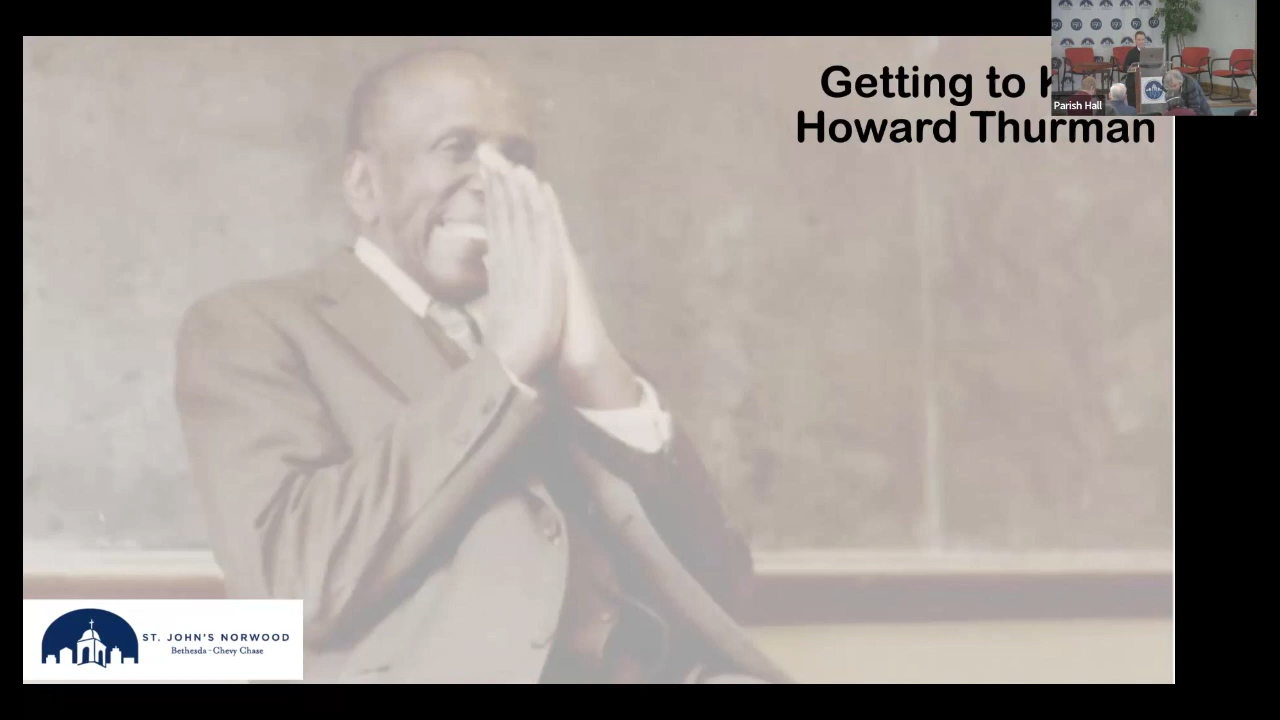 Getting to
Howard Thurman
Parish Hall
ST. JOHN'S NORWOOD
Bethesda - Chevy Chase